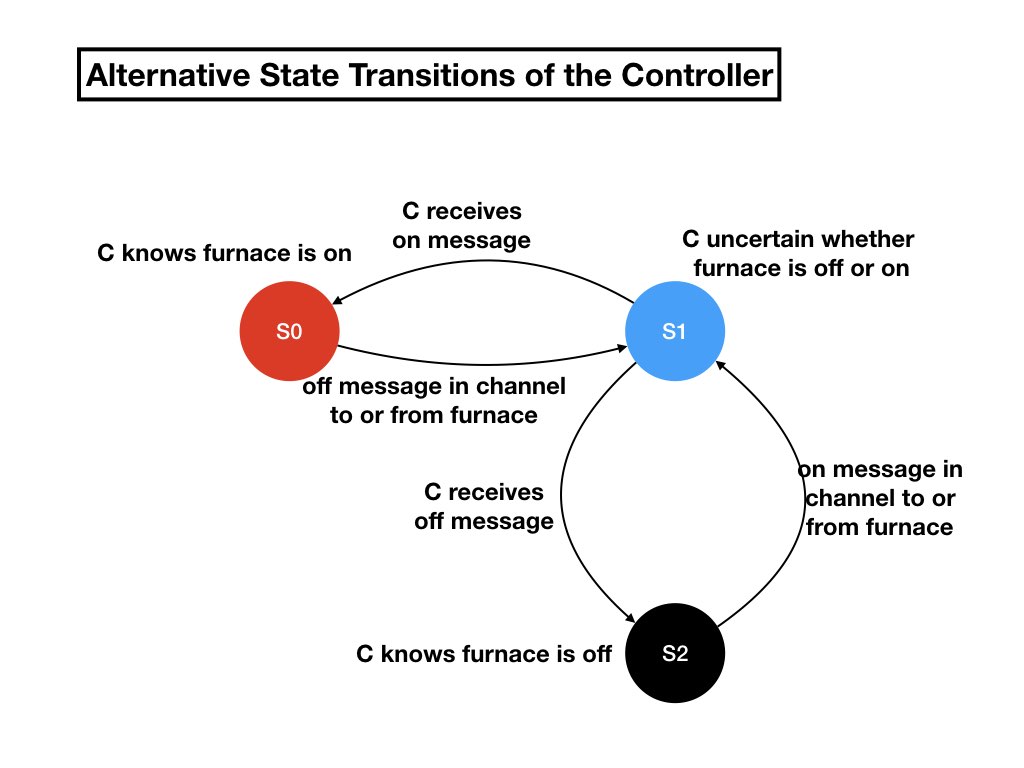 Alternative State Transitions of the Controller
C receives
on message
C knows furnace is on
C uncertain whether
furnace is off or on
S0
S1
off message in channel
to or from furnace
C receives
off message
on message in
channel to or
from furnace
C knows furnace is off
S2